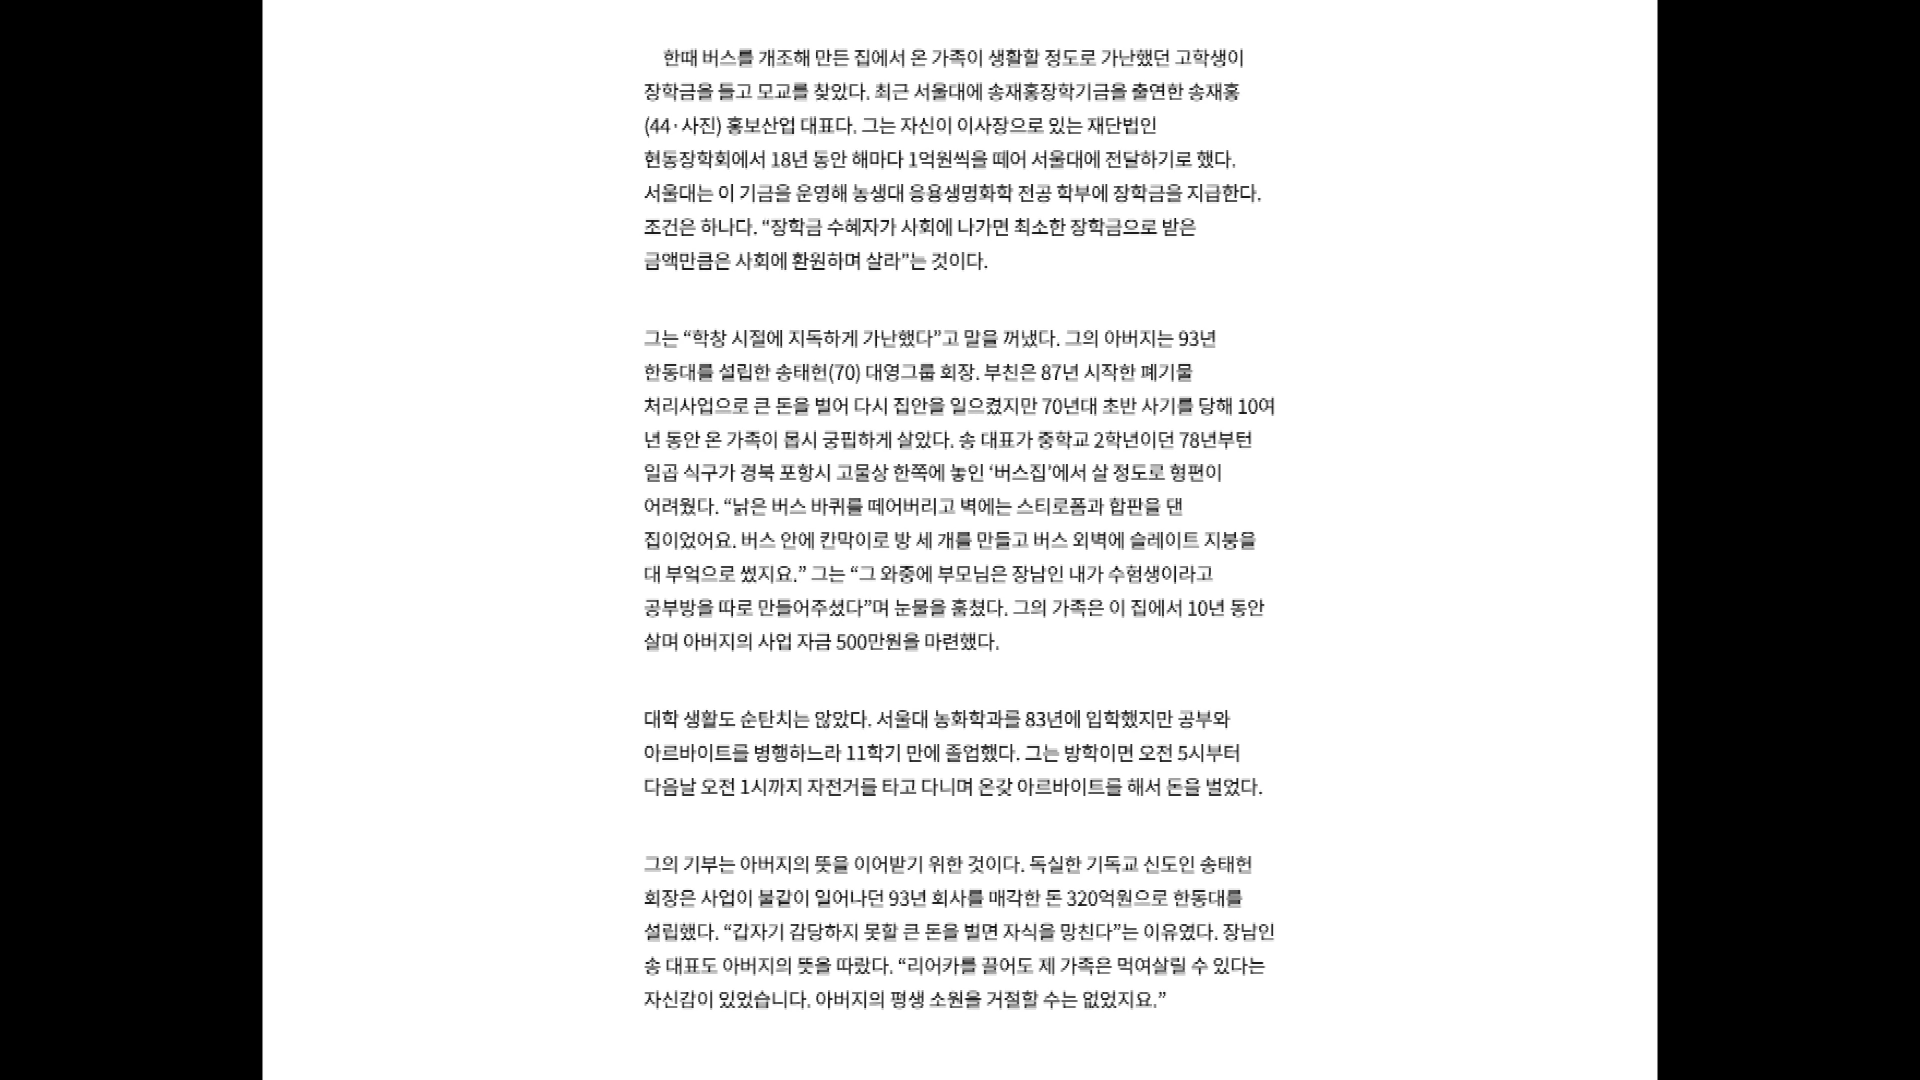 한때 버스를 개조해 만든 집에서 온 가족이 생활할 정도로 가난했던 고학생이
장학금을 들고 모교를 찾았다. 최근 서울대에 송재홍장학기금을 출연한 송재홍
(44·사진) 홍보산업 대표다. 그는 자신이 이사장으로 있는 재단법인
현동장학회에서 18년 동안 해마다 1억원씩을 떼어 서울대에 전달하기로 했다.
서울대는 이 기금을 운영해 농생대 응용생명화학 전공 학부에 장학금을 지급한다.
조건은 하나다. “장학금 수혜자가 사회에 나가면 최소한 장학금으로 받은
금액만큼은 사회에 환원하며 살라”는 것이다.
그는 “학창 시절에 지독하게 가난했다”고 말을 꺼냈다. 그의 아버지는 93년
한동대를 설립한 송태헌(70) 대영그룹 회장. 부친은 87년 시작한 폐기물
처리사업으로 큰 돈을 벌어 다시 집안을 일으켰지만 70년대 초반 사기를 당해 10여
년 동안 온 가족이 몹시 궁핍하게 살았다. 송 대표가 중학교 2학년이던 78년부턴
일곱 식구가 경북 포항시 고물상 한쪽에 놓인 ‘버스집’에서 살 정도로 형편이
어려웠다. “낡은 버스 바퀴를 떼어버리고 벽에는 스티로폼과 합판을 댄
집이었어요. 버스 안에 칸막이로 방 세 개를 만들고 버스 외벽에 슬레이트 지붕을
대 부엌으로 썼지요.” 그는 “그 와중에 부모님은 장남인 내가 수험생이라고
공부방을 따로 만들어주셨다”며 눈물을 훔쳤다. 그의 가족은 이 집에서 10년 동안
살며 아버지의 사업 자금 500만원을 마련했다.
대학 생활도 순탄치는 않았다. 서울대 농화학과를 83년에 입학했지만 공부와
아르바이트를 병행하느라 11학기 만에 졸업했다. 그는 방학이면 오전 5시부터
다음날 오전 1시까지 자전거를 타고 다니며 온갖 아르바이트를 해서 돈을 벌었다.
그의 기부는 아버지의 뜻을 이어받기 위한 것이다. 독실한 기독교 신도인 송태헌
회장은 사업이 불같이 일어나던 93년 회사를 매각한 돈 320억원으로 한동대를
설립했다. “갑자기 감당하지 못할 큰 돈을 벌면 자식을 망친다”는 이유였다. 장남인
송 대표도 아버지의 뜻을 따랐다. “리어카를 끌어도 제 가족은 먹여살릴 수 있다는
자신감이 있었습니다. 아버지의 평생 소원을 거절할 수는 없었지요.”